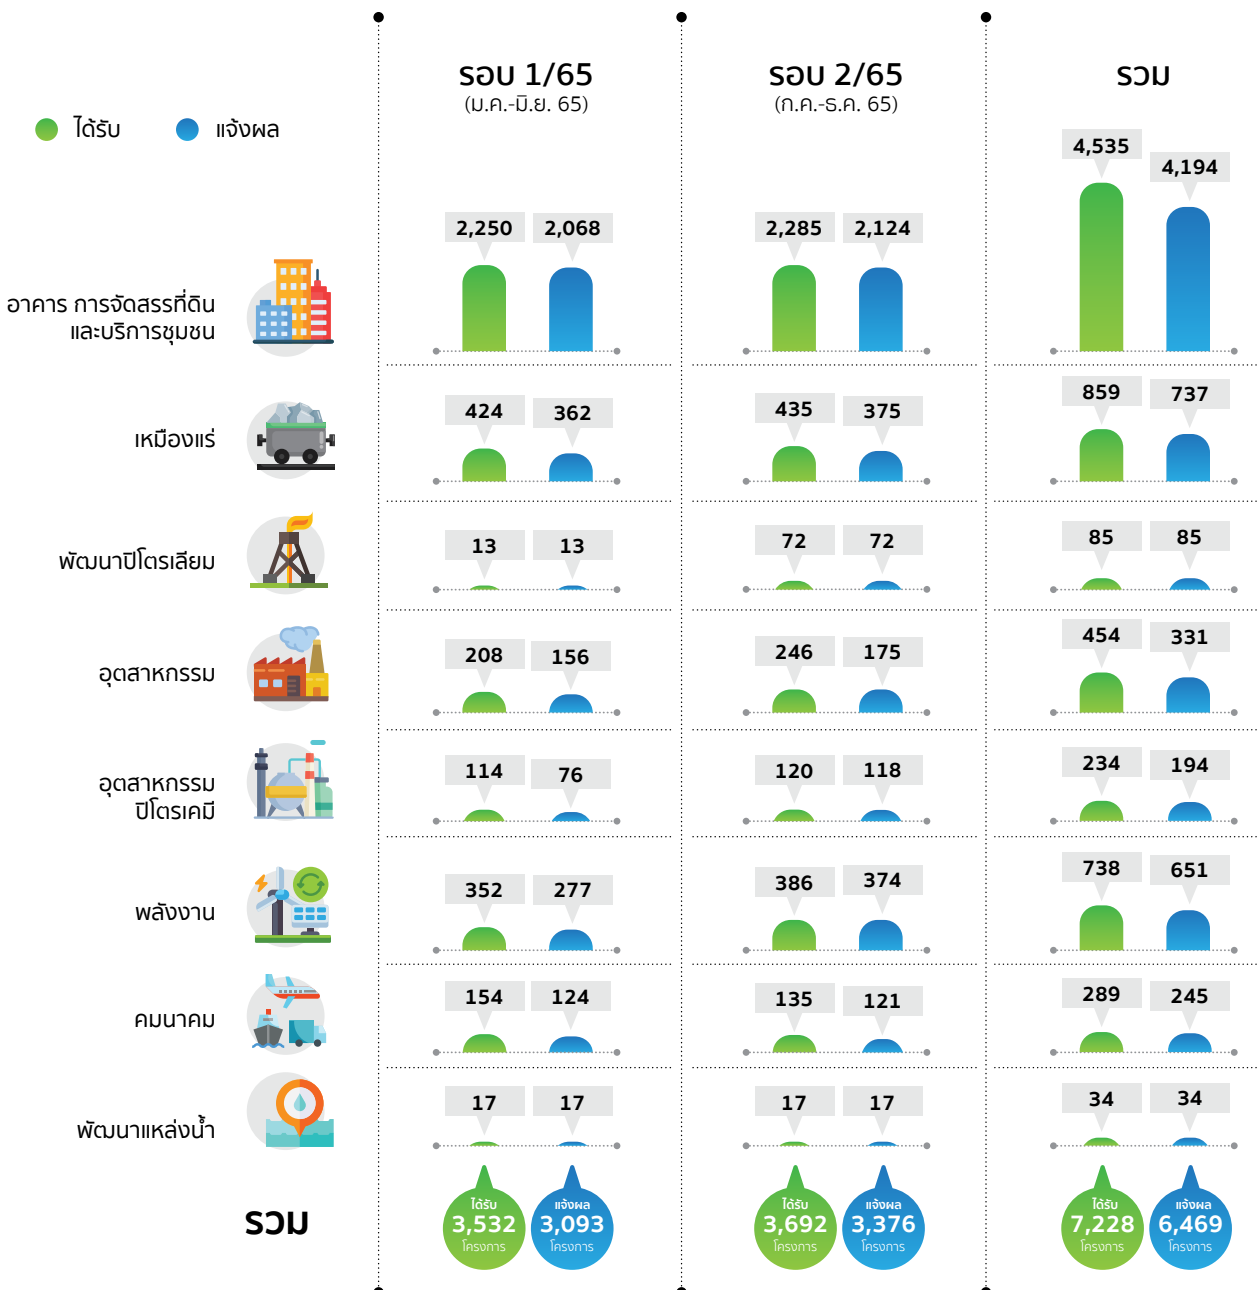 รอบ 1/65
(ม.ค.-มิ.ย. 65)
รอบ 2/65
(ก.ค.-ธ.ค. 65)
รวม
ได้รับ
แจ้งผล
อาคาร การจัดสรรที่ดิน
และบริการชุมชน
2,250
2,068
2,285
2,124
4,535
4,194
เหมืองแร่
424
362
435
375
859
737
พัฒนาปิโตรเลียม
13
13
72
72
85
85
อุตสาหกรรม
208
156
246
175
454
331
อุตสาหกรรม
ปิโตรเคมี
114
76
120
118
234
194
พลังงาน
352
277
386
374
738
651
คมนาคม
154
124
135
121
289
245
พัฒนาแหล่งน้ำ
17
17
17
17
34
34
รวม
ได้รับ
3,532
โครงการ
แจ้งผล
3,093
โครงการ
ได้รับ
3,692
โครงการ
แจ้งผล
3,376
โครงการ
ได้รับ
7,228
โครงการ
แจ้งผล
6,469
โครงการ